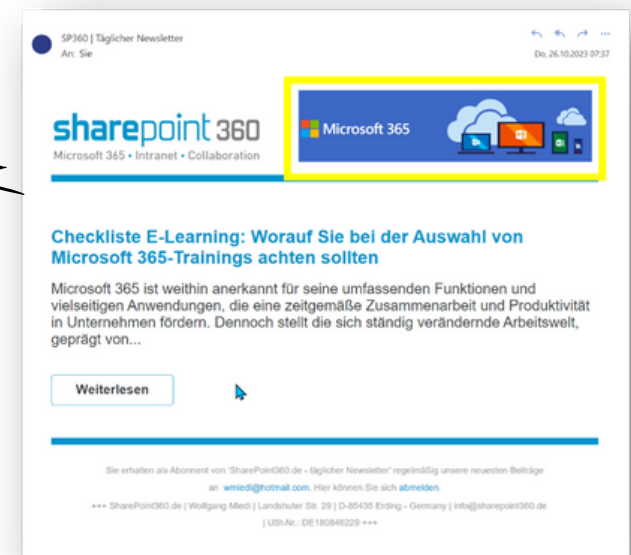 SP360 | Täglicher Newsletter
An: Sie
Do, 26.10.2023 07:37
sharepoint 360
Microsoft 365 • Intranet • Collaboration
Microsoft 365
Checkliste E-Learning: Worauf Sie bei der Auswahl von
Microsoft 365-Trainings achten sollten
Microsoft 365 ist weithin anerkannt für seine umfassenden Funktionen und
vielseitigen Anwendungen, die eine zeitgemäße Zusammenarbeit und Produktivität
in Unternehmen fördern. Dennoch stellt die sich ständig verändernde Arbeitswelt,
geprägt von...
Weiterlesen
Sie erhalten als Abonnent von 'SharePoint360.de - täglicher Newsletter' regelmäßig unsere neuesten Beiträge
an wmiedl@hotmail.com. Hier können Sie sich abmelden.
+++ SharePoint360.de | Wolfgang Miedl | Landshuter Str. 29 | D-85435 Erding - Germany | info@sharepoint360.de
| USt-Nr.: DE180846229 +++